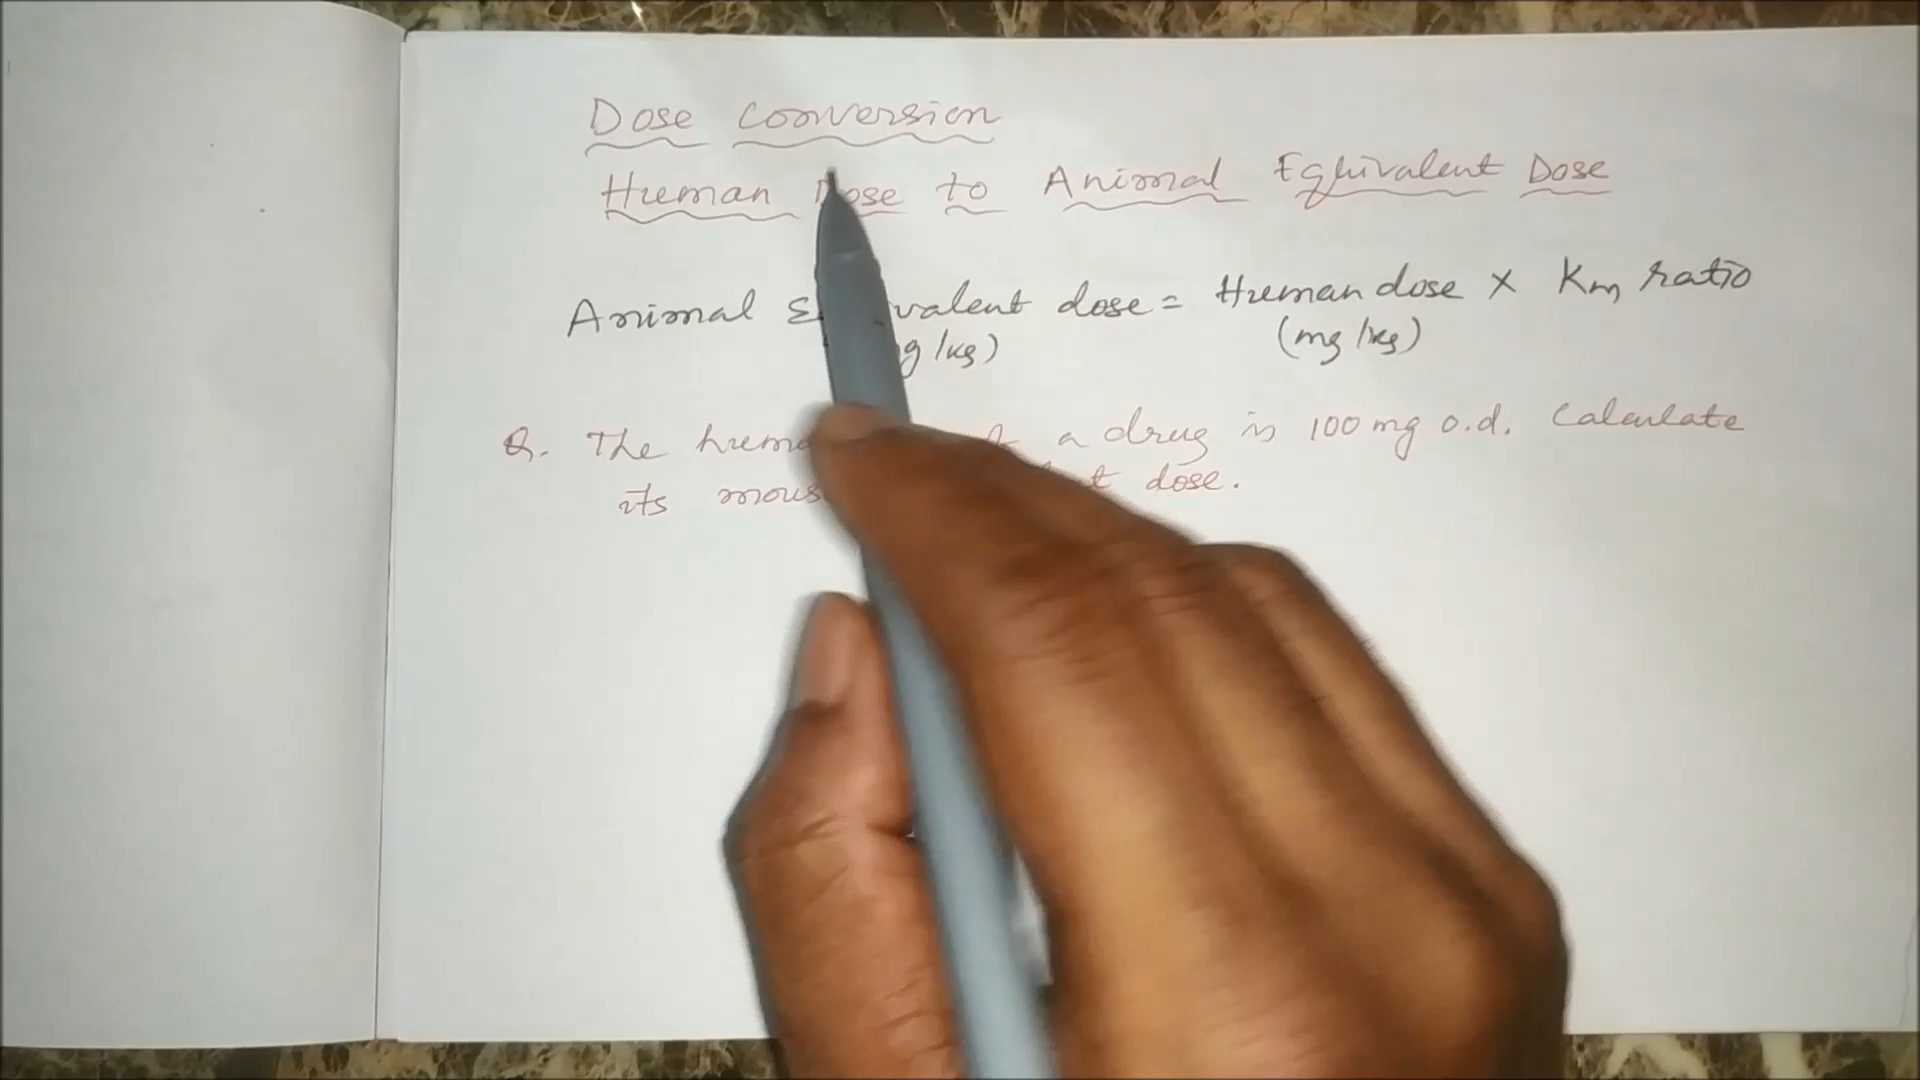 Dose Conversion
Human Dose to Animal Equivalent Dose
Animal dose = Human dose × Km ratio
(mg/kg)
Q. The a drug is 100 mg o.d. Calculate
its dose.